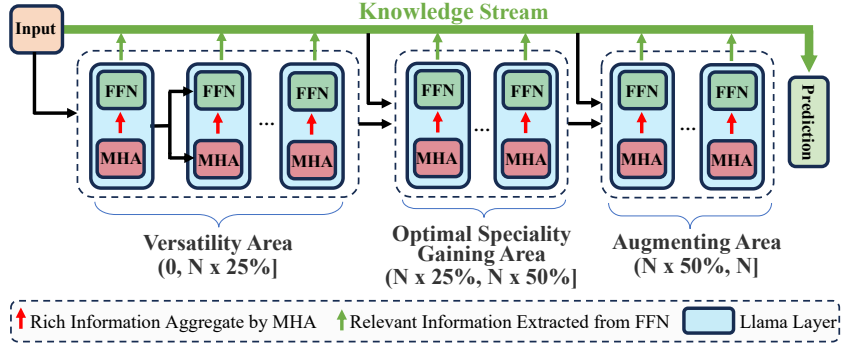 Knowledge Stream
Input
FFN FFN FFN FFN FFN FFN FFN
... ... ...
MHA MHA MHA MHA MHA MHA MHA
Prediction
Versatility Area
(0, N x 25%]
Optimal Speciality
Gaining Area
(N x 25%, N x 50%]
Augmenting Area
(N x 50%, N]
Rich Information Aggregate by MHA Relevant Information Extracted from FFN Llama Layer